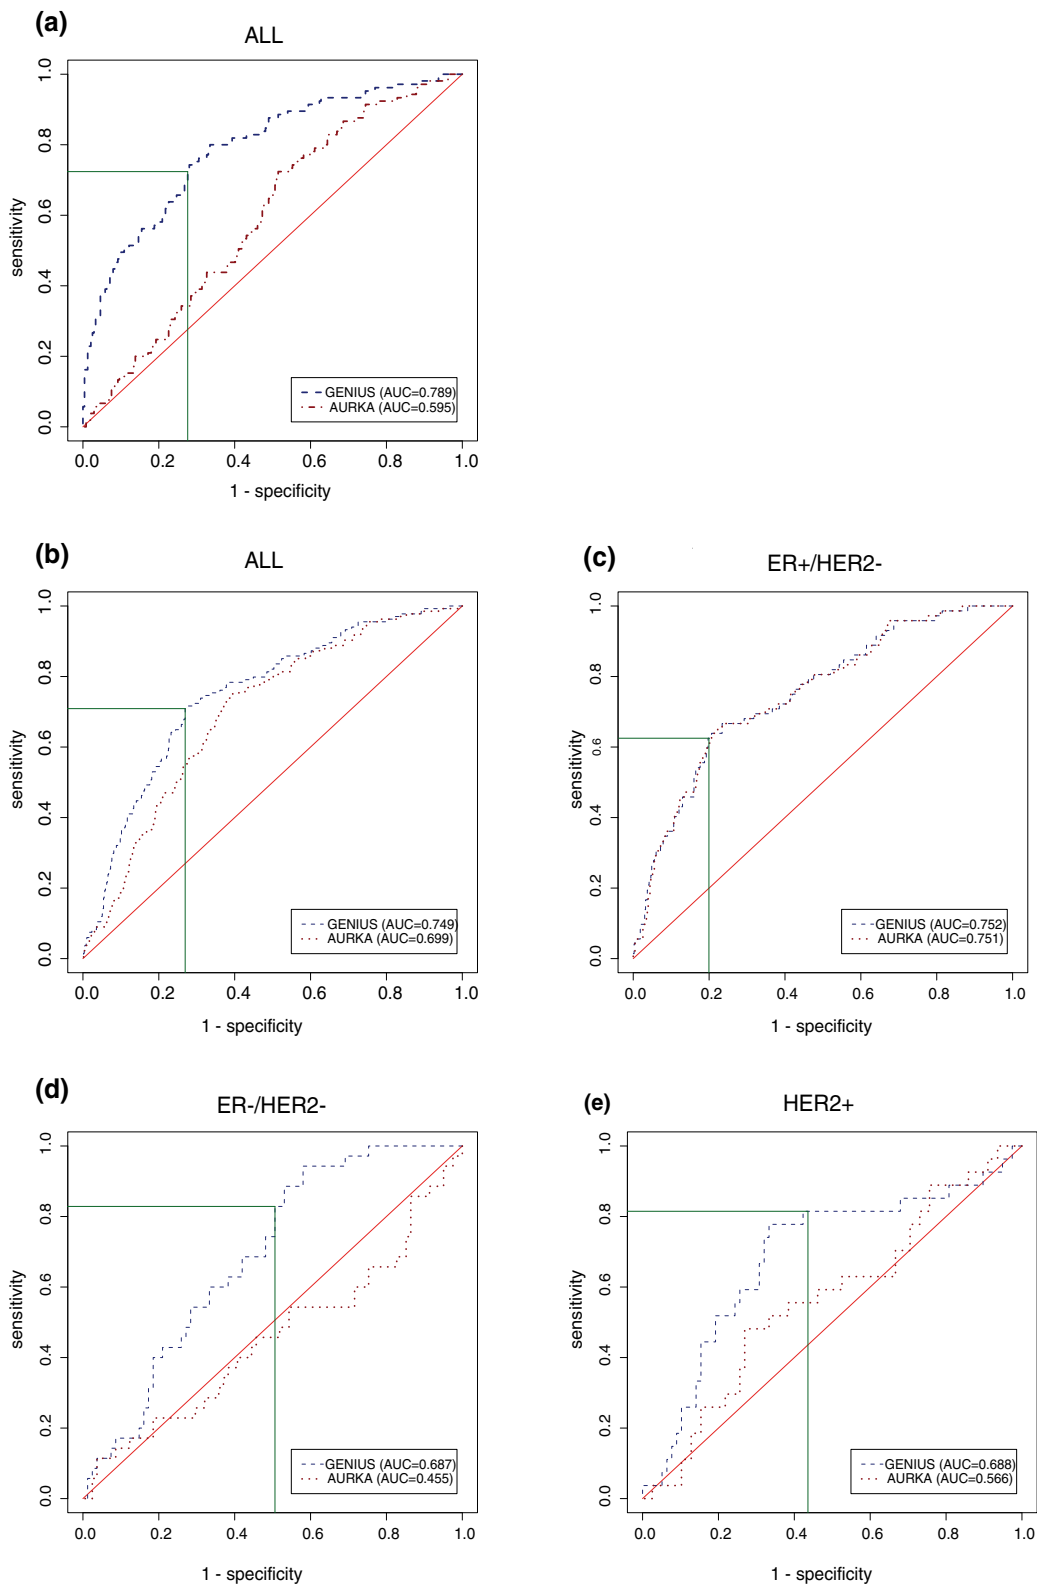 (a)
ALL
sensitivity
0.0 0.2 0.4 0.6 0.8 1.0
GENIUS (AUC=0.789)
AURKA (AUC=0.595)
0.0 0.2 0.4 0.6 0.8 1.0
1 - specificity
(b)
ALL
sensitivity
0.0 0.2 0.4 0.6 0.8 1.0
GENIUS (AUC=0.749)
AURKA (AUC=0.699)
0.0 0.2 0.4 0.6 0.8 1.0
1 - specificity
(c)
ER+/HER2-
sensitivity
0.0 0.2 0.4 0.6 0.8 1.0
GENIUS (AUC=0.752)
AURKA (AUC=0.751)
0.0 0.2 0.4 0.6 0.8 1.0
1 - specificity
(d)
ER-/HER2-
sensitivity
0.0 0.2 0.4 0.6 0.8 1.0
GENIUS (AUC=0.687)
AURKA (AUC=0.455)
0.0 0.2 0.4 0.6 0.8 1.0
1 - specificity
(e)
HER2+
sensitivity
0.0 0.2 0.4 0.6 0.8 1.0
GENIUS (AUC=0.688)
AURKA (AUC=0.566)
0.0 0.2 0.4 0.6 0.8 1.0
1 - specificity